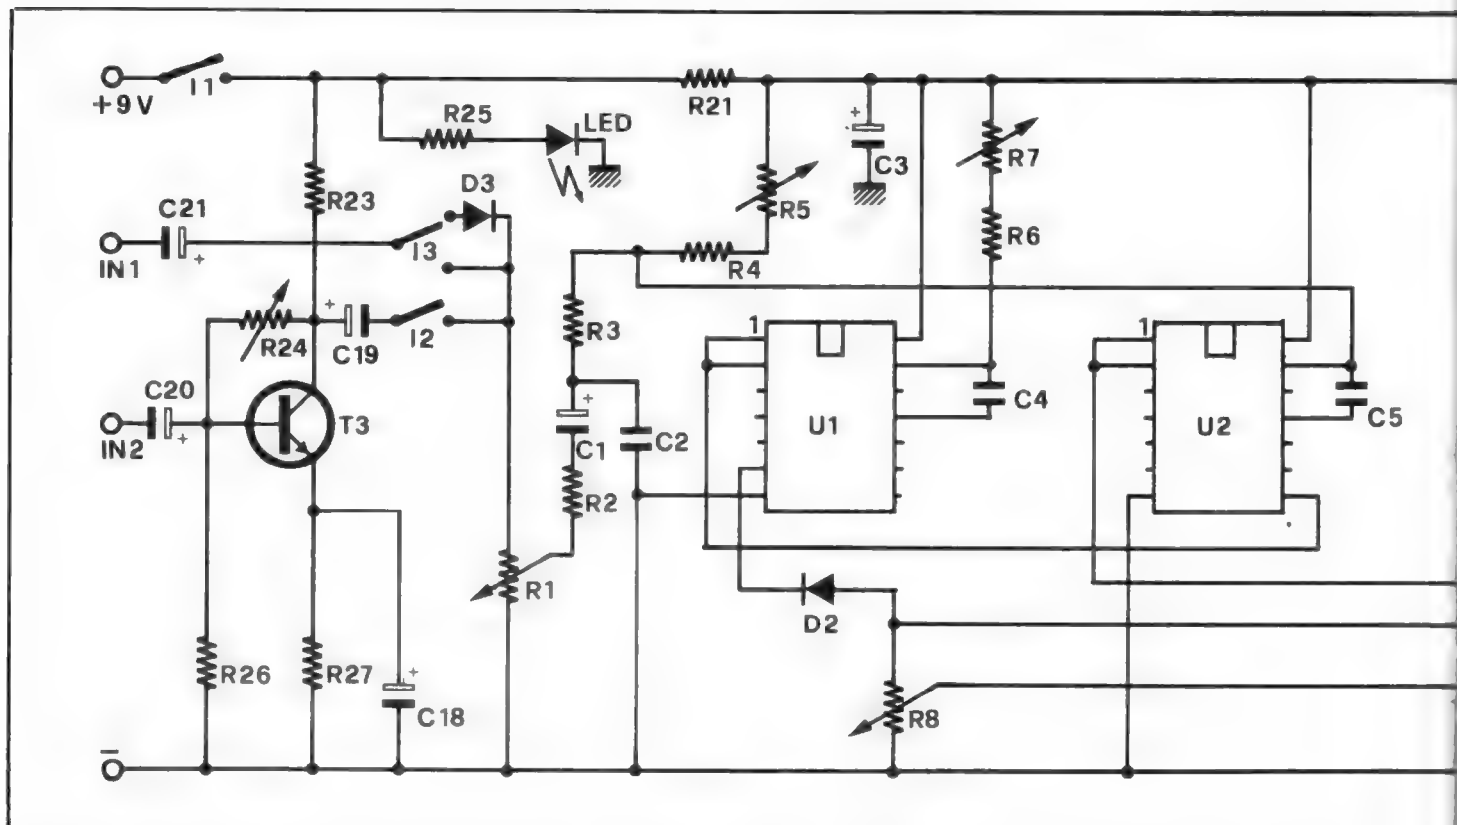 +9V
I1
R21
R25
LED
C3
R7
R23
D3
R5
C21
IN1
+
I3
R4
R6
R24
+
C19
I2
R3
1
1
C20
IN2
+
T3
+
C1
C2
U1
C4
U2
C5
R2
R1
D2
R26
R27
+
C18
R8
–
+